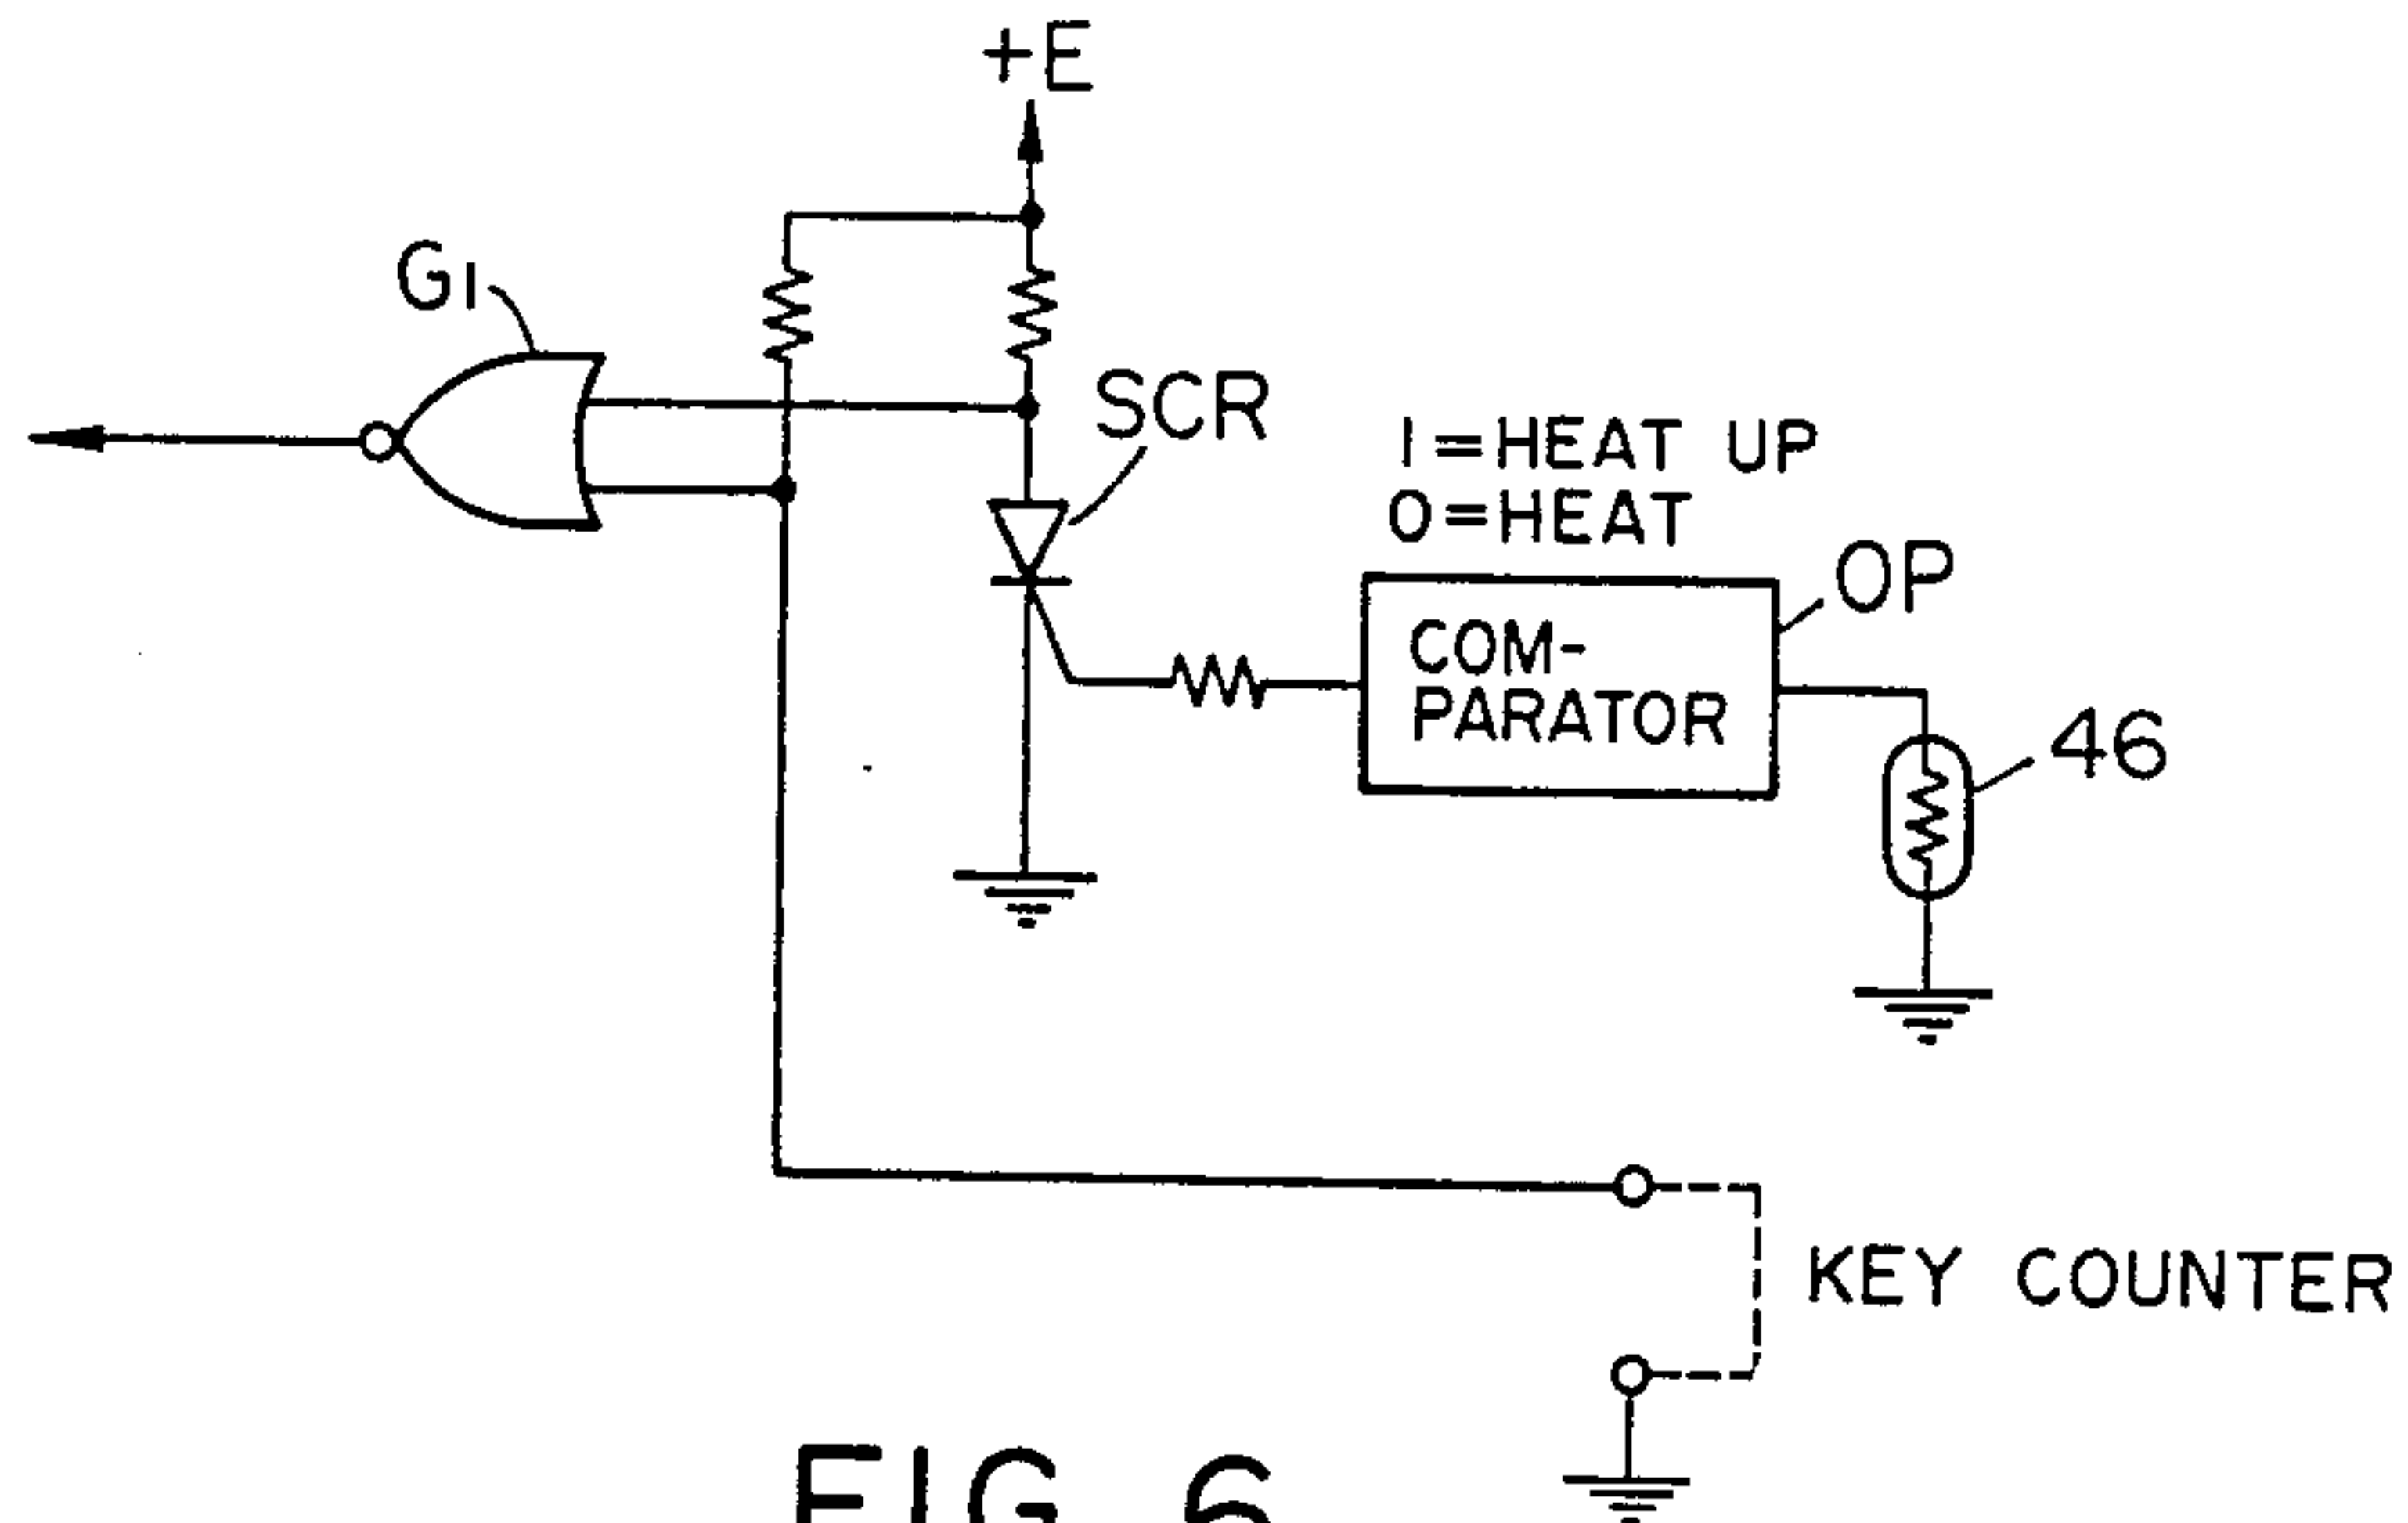 +E
G1
SCR
1=HEAT UP
0=HEAT
OP
COM-
PARATOR
46
KEY COUNTER
FIG 6